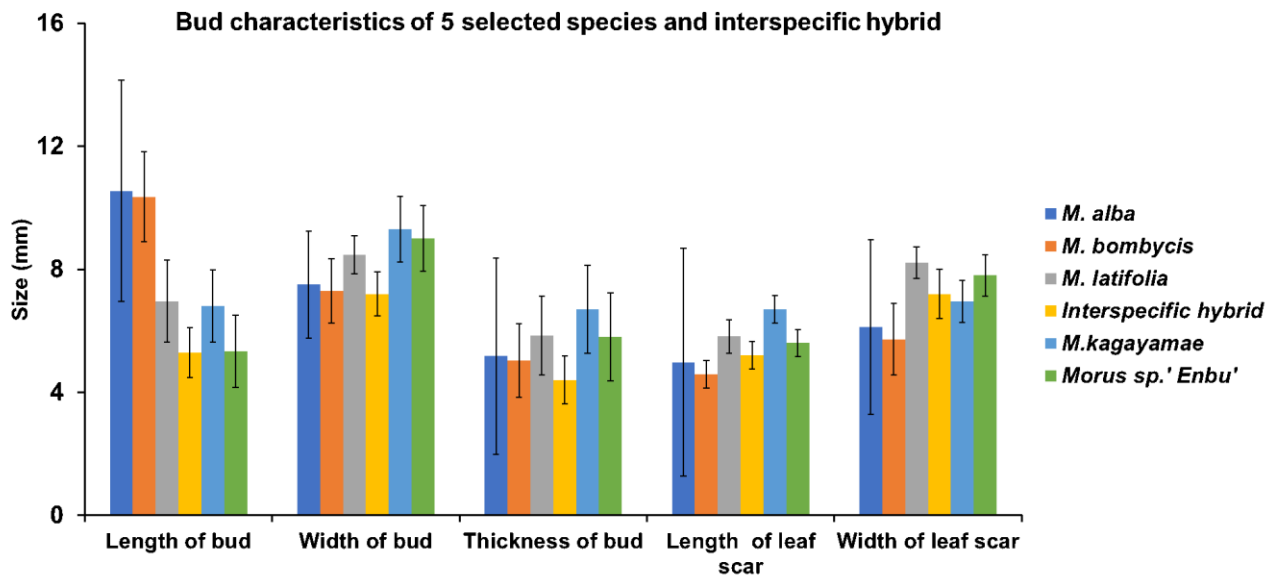 Bud characteristics of 5 selected species and interspecific hybrid
16
12
8
4
0
Size (mm)
Length of bud
Width of bud
Thickness of bud
Length of leaf
scar
Width of leaf scar
M. alba
M. bombycis
M. latifolia
Interspecific hybrid
M.kagayamae
Morus sp.' Enbu'